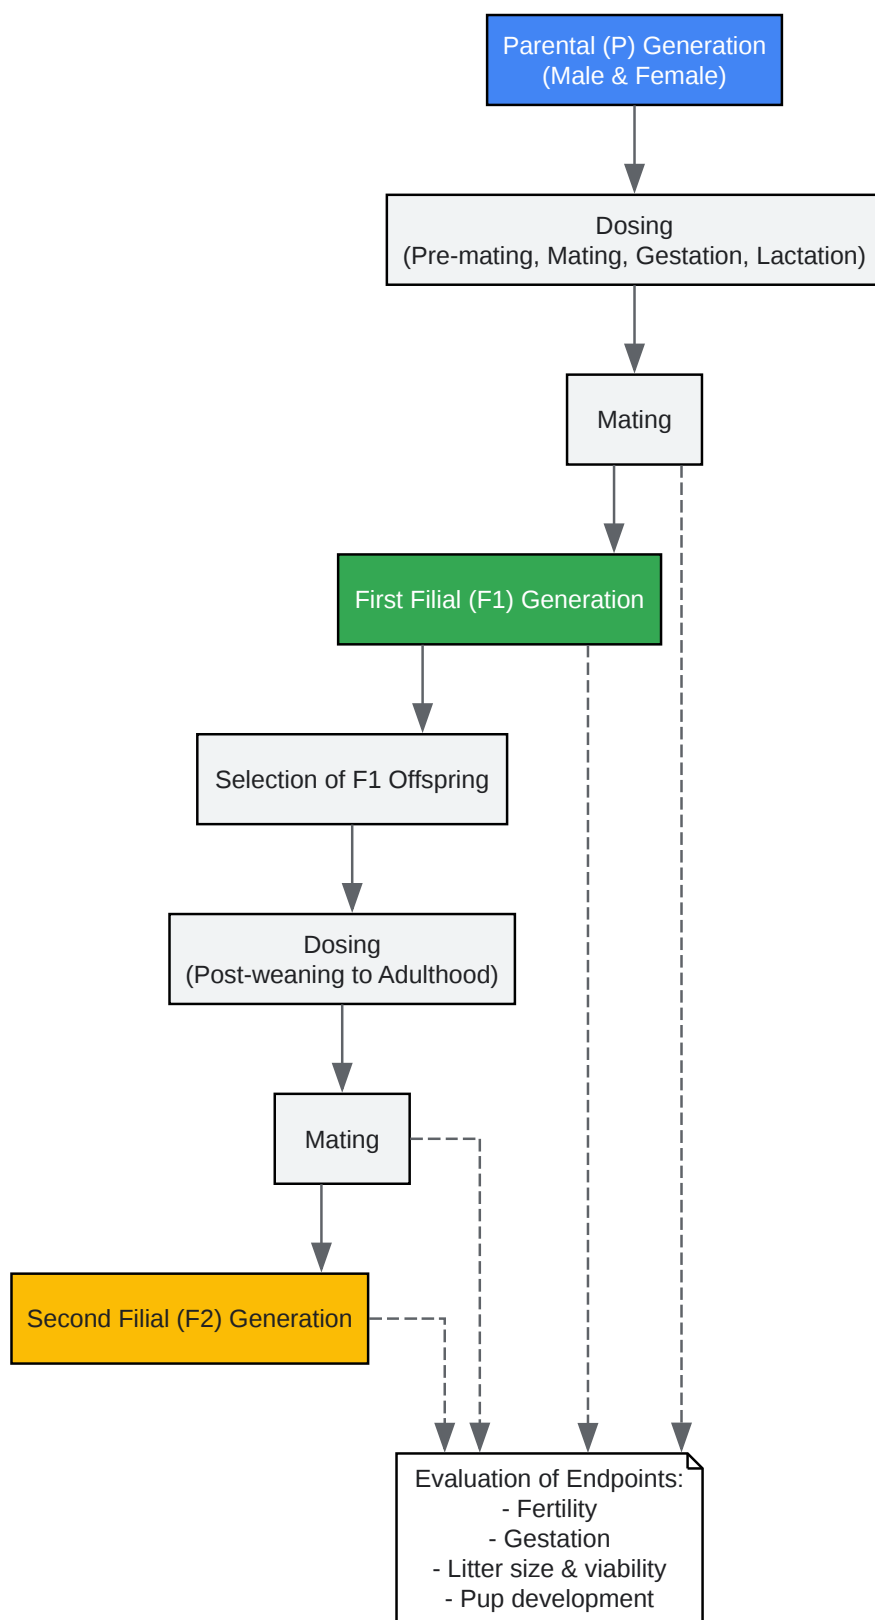 Parental (P) Generation
(Male & Female)
Dosing
(Pre-mating, Mating, Gestation, Lactation)
Mating
First Filial (F1) Generation
Selection of F1 Offspring
Dosing
(Post-weaning to Adulthood)
Mating
Second Filial (F2) Generation
Evaluation of Endpoints:
- Fertility
- Gestation
- Litter size & viability
- Pup development